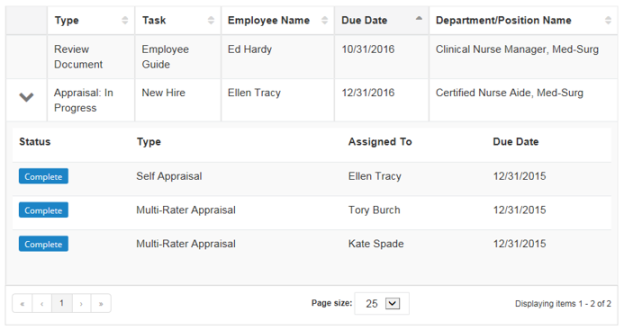 Type Task Employee Name Due Date Department/Position Name
Review Document Employee Guide Ed Hardy 10/31/2016 Clinical Nurse Manager, Med-Surg
Appraisal: In Progress New Hire Ellen Tracy 12/31/2016 Certified Nurse Aide, Med-Surg
Status Type Assigned To Due Date
Complete Self Appraisal Ellen Tracy 12/31/2015
Complete Multi-Rater Appraisal Tory Burch 12/31/2015
Complete Multi-Rater Appraisal Kate Spade 12/31/2015
« ‹ 1 › » Page size: 25 Displaying items 1 - 2 of 2